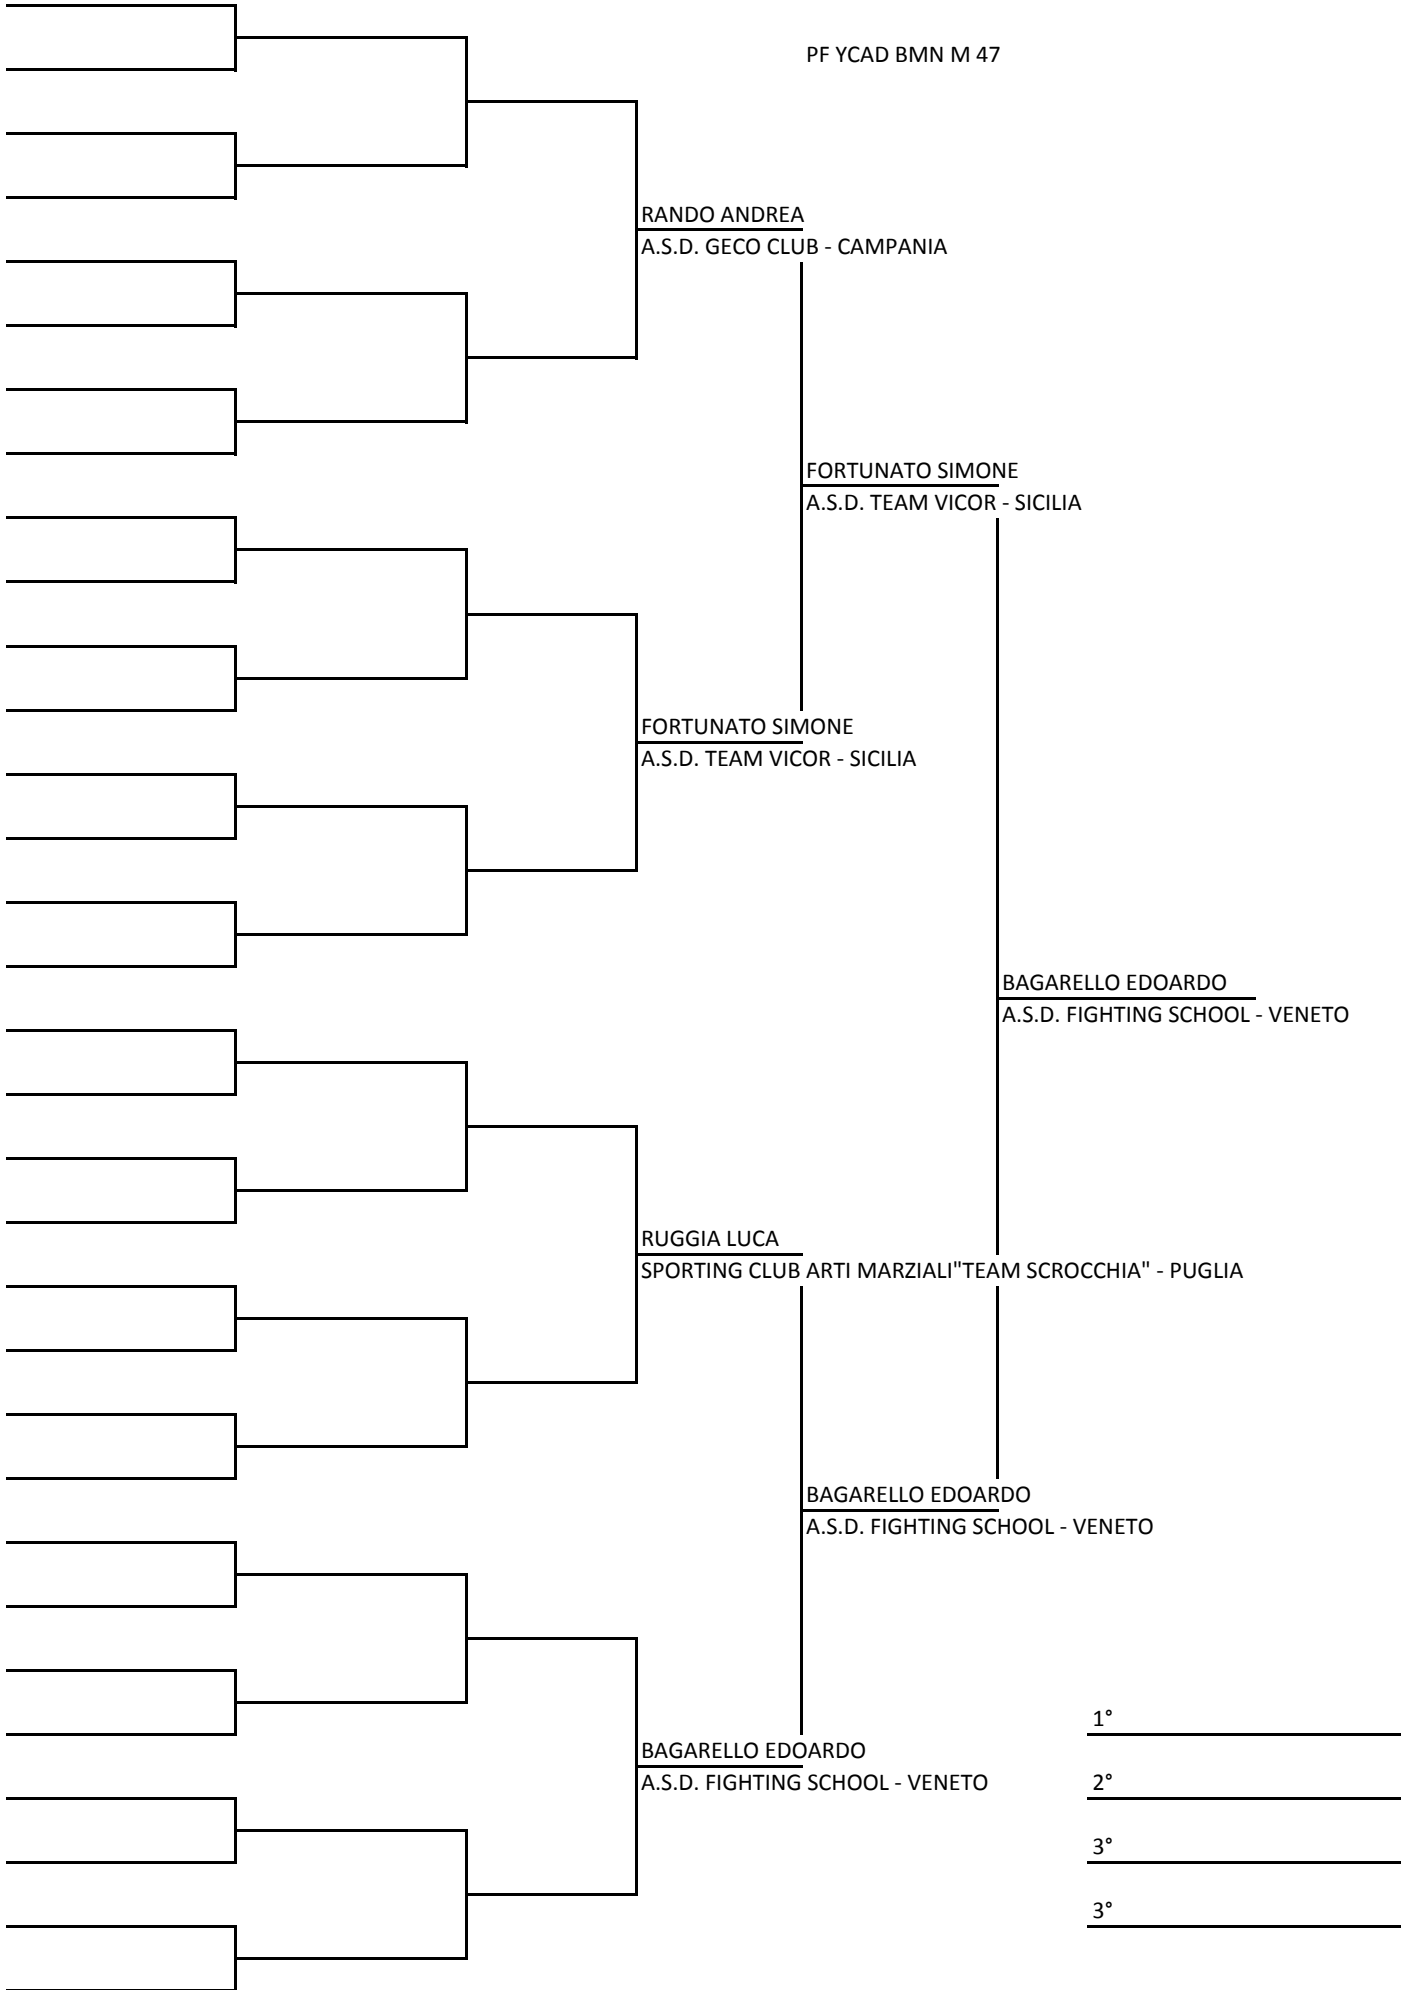 PF YCAD BMN M 47
RANDO ANDREA
A.S.D. GECO CLUB - CAMPANIA
FORTUNATO SIMONE
A.S.D. TEAM VICOR - SICILIA
FORTUNATO SIMONE
A.S.D. TEAM VICOR - SICILIA
BAGARELLO EDOARDO
A.S.D. FIGHTING SCHOOL - VENETO
RUGGIA LUCA
SPORTING CLUB ARTI MARZIALI"TEAM SCROCCHIA" - PUGLIA
BAGARELLO EDOARDO
A.S.D. FIGHTING SCHOOL - VENETO
1°
BAGARELLO EDOARDO
A.S.D. FIGHTING SCHOOL - VENETO
2°
3°
3°